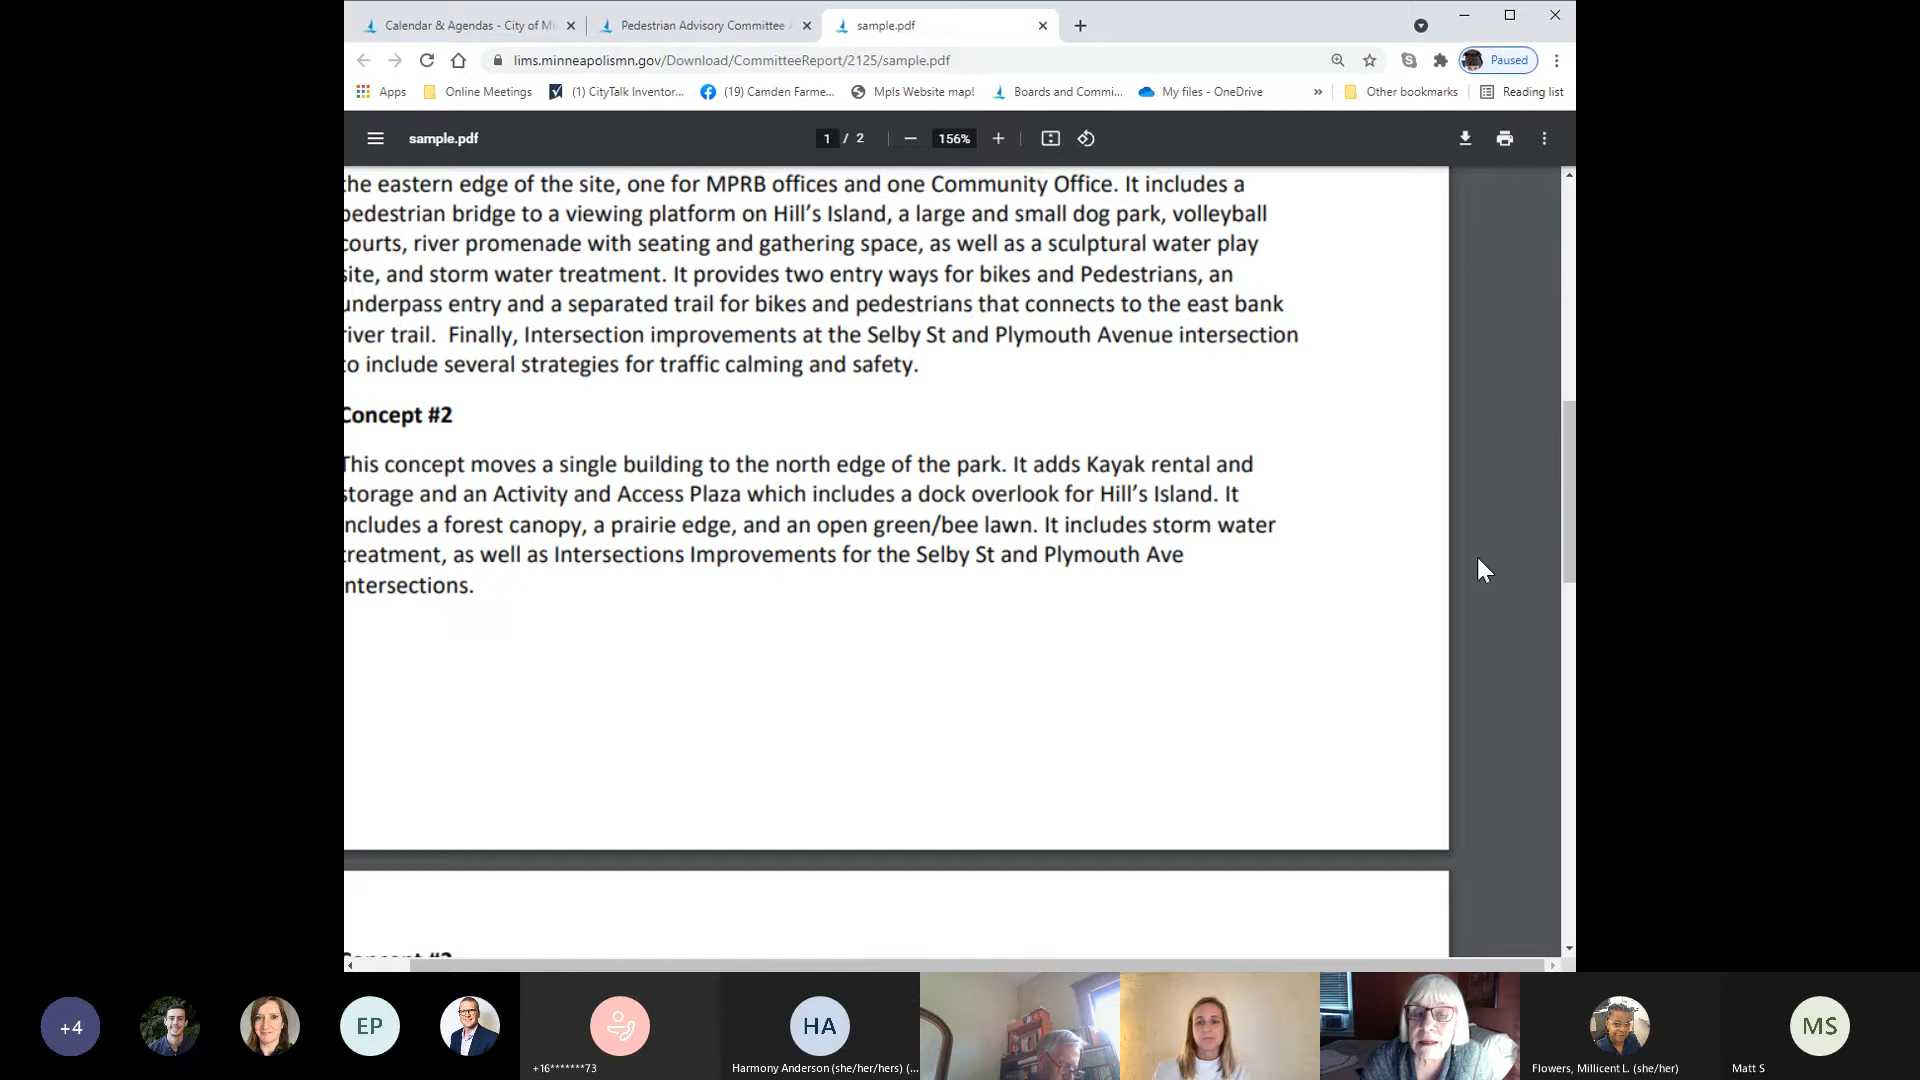 Calendar & Agendas - City of Mi
Pedestrian Advisory Committee
sample.pdf
lims.minneapolismn.gov/Download/CommitteeReport/2125/sample.pdf
Paused
Apps
Online Meetings
(1) CityTalk Inventor...
(19) Camden Farme...
Mpls Website map!
Boards and Commi...
My files - OneDrive
»
Other bookmarks
Reading list
sample.pdf
1 / 2
156%
the eastern edge of the site, one for MPRB offices and one Community Office. It includes a
pedestrian bridge to a viewing platform on Hill's Island, a large and small dog park, volleyball
courts, river promenade with seating and gathering space, as well as a sculptural water play
site, and storm water treatment. It provides two entry ways for bikes and Pedestrians, an
underpass entry and a separated trail for bikes and pedestrians that connects to the east bank
river trail. Finally, Intersection improvements at the Selby St and Plymouth Avenue intersection
to include several strategies for traffic calming and safety.
Concept #2
This concept moves a single building to the north edge of the park. It adds Kayak rental and
storage and an Activity and Access Plaza which includes a dock overlook for Hill's Island. It
includes a forest canopy, a prairie edge, and an open green/bee lawn. It includes storm water
treatment, as well as Intersections Improvements for the Selby St and Plymouth Ave
intersections.
+4
EP
+16*******73
HA
Harmony Anderson (she/her/hers) (...
Flowers, Millicent L. (she/her)
MS
Matt S